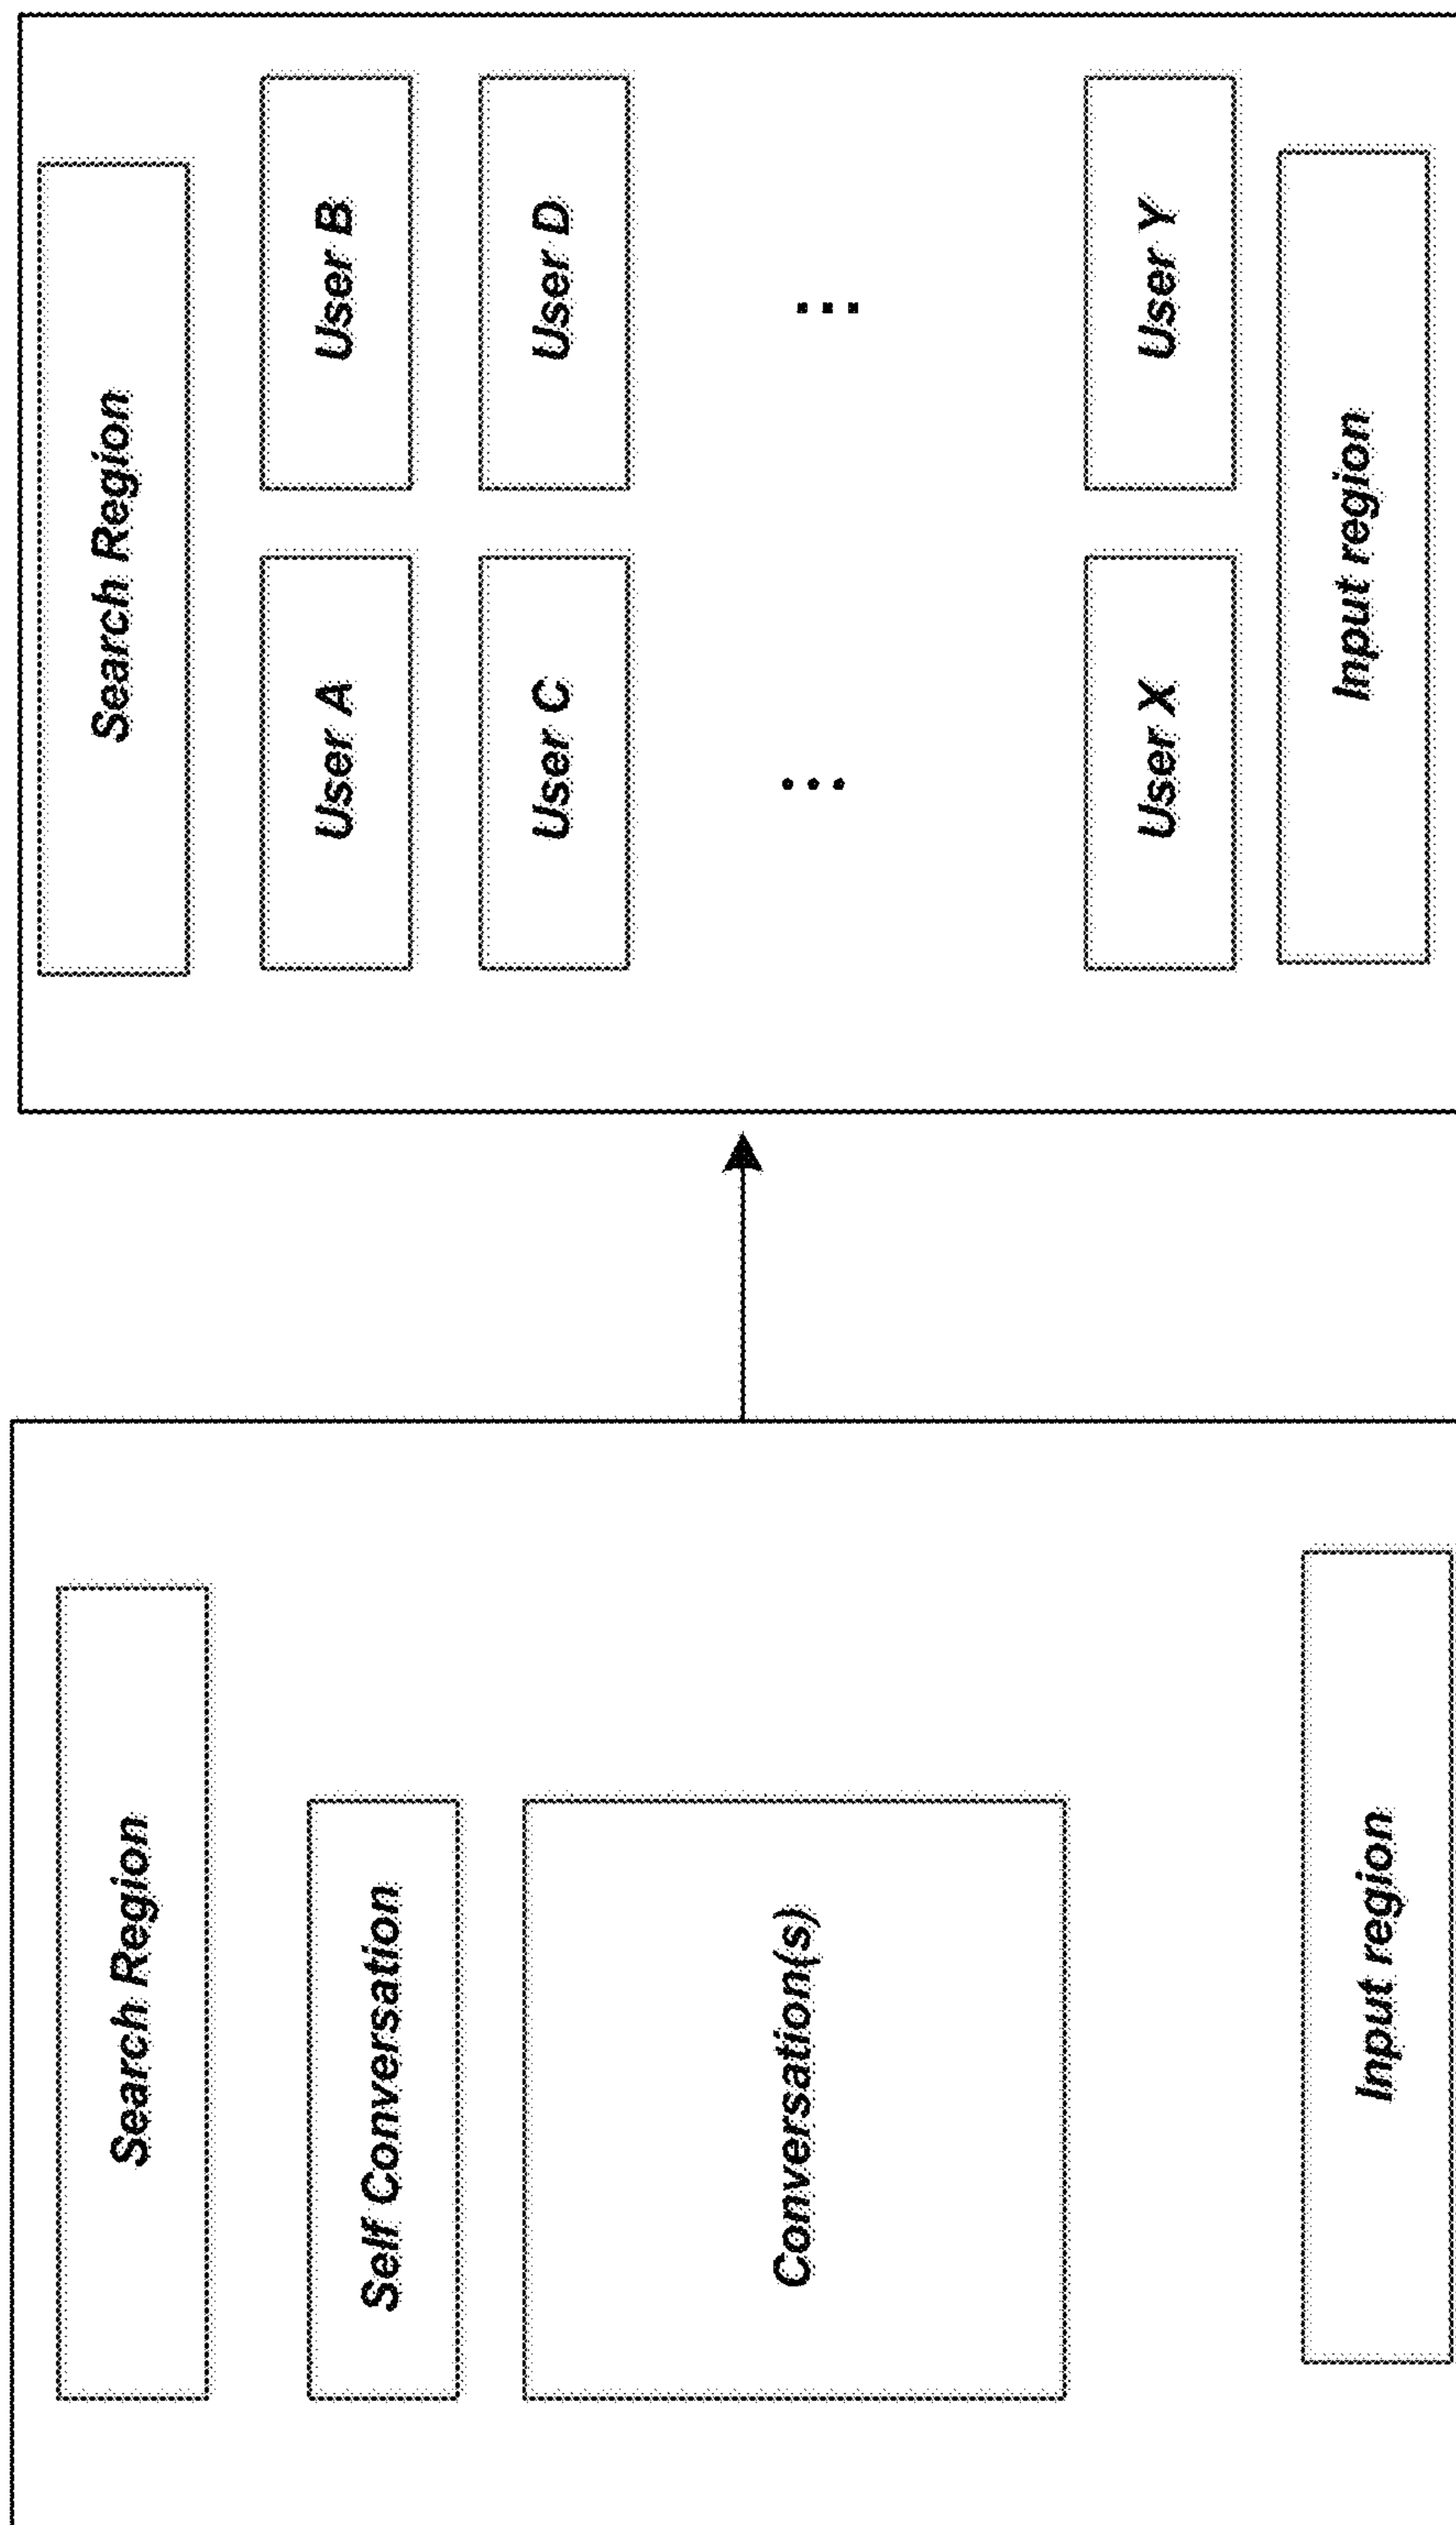 Search Region
Self Conversation
Conversation(s)
Input region
Search Region
User A
User B
User C
User D
...
...
User X
User Y
Input region